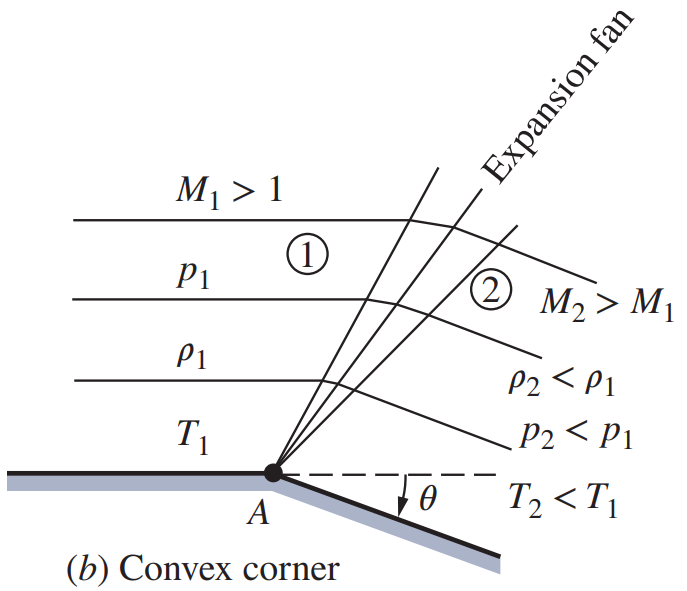 Expansion fan
M₁ > 1
①
p₁
②
M₂ > M₁
ρ₁
ρ₂ < ρ₁
T₁
p₂ < p₁
A
θ
T₂ < T₁
(b) Convex corner